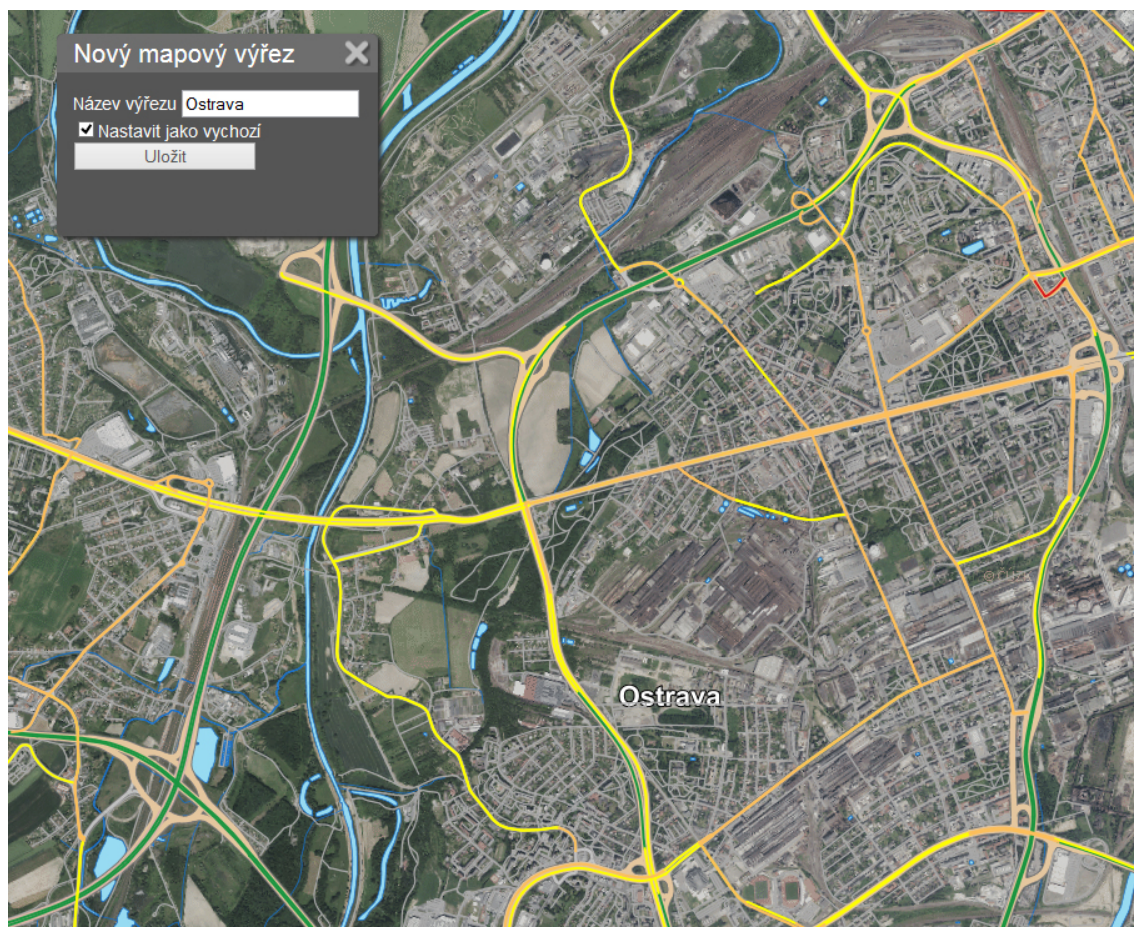 Nový mapový výřez
Název výřezu Ostrava
Nastavit jako vychozí
Uložit
Ostrava